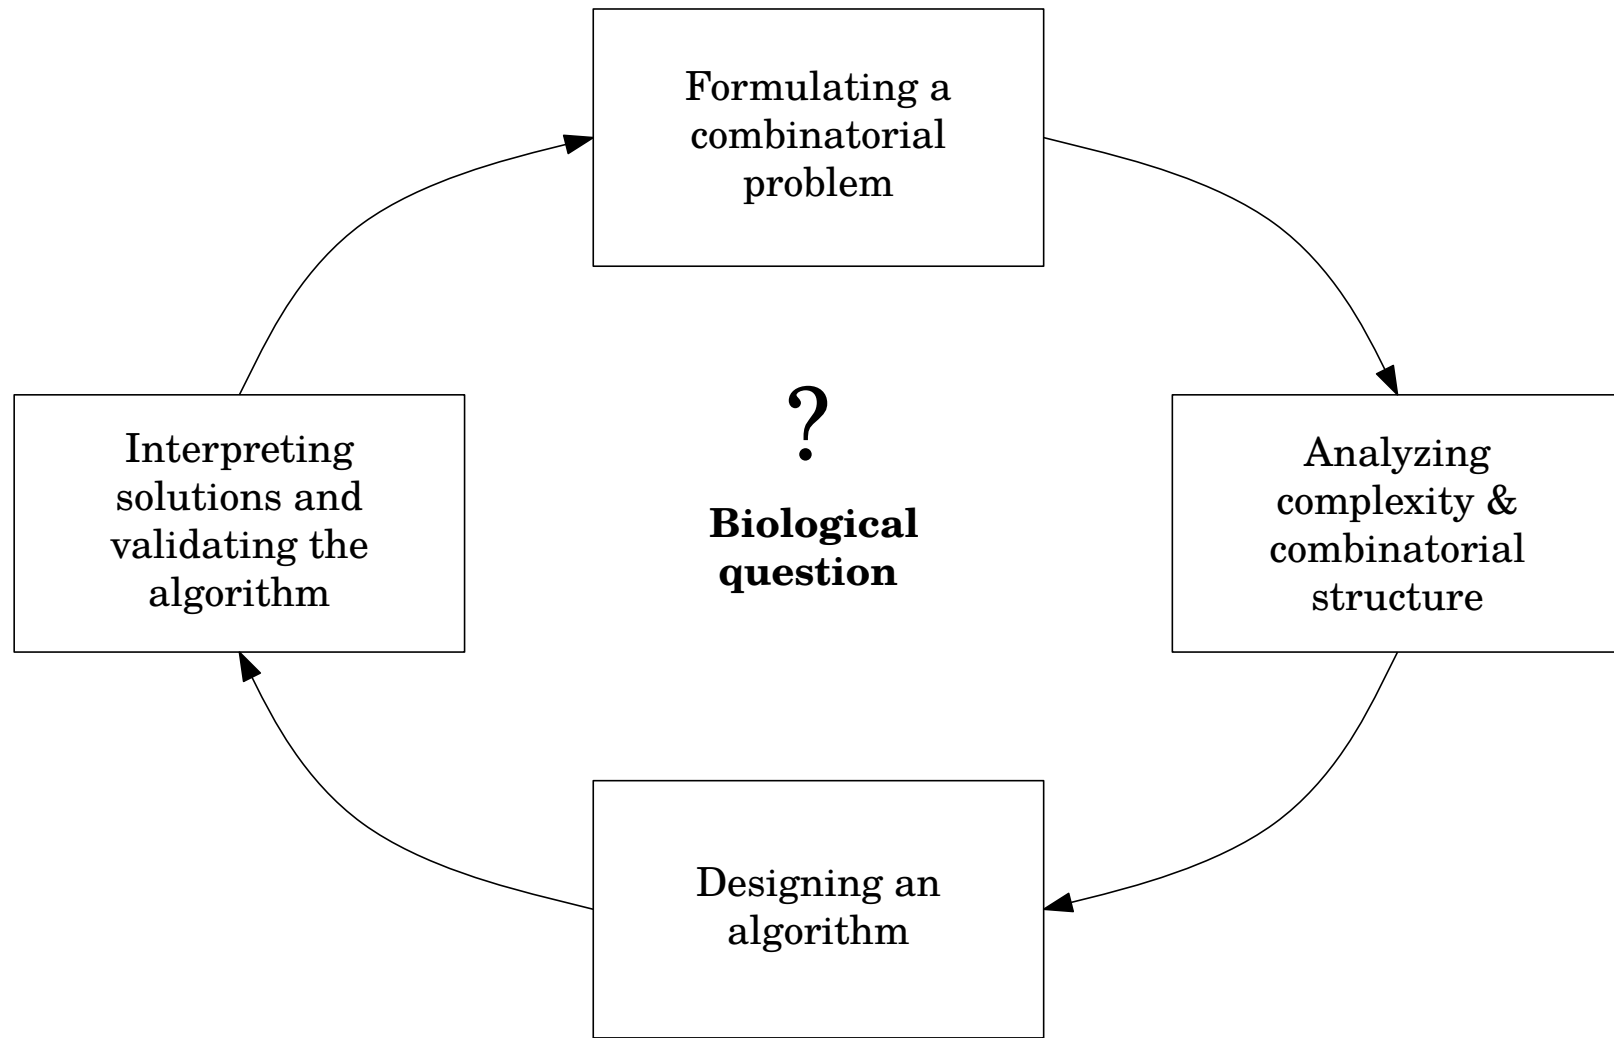 Formulating a
combinatorial
problem
Interpreting
solutions and
validating the
algorithm
?
Biological
question
Analyzing
complexity &
combinatorial
structure
Designing an
algorithm